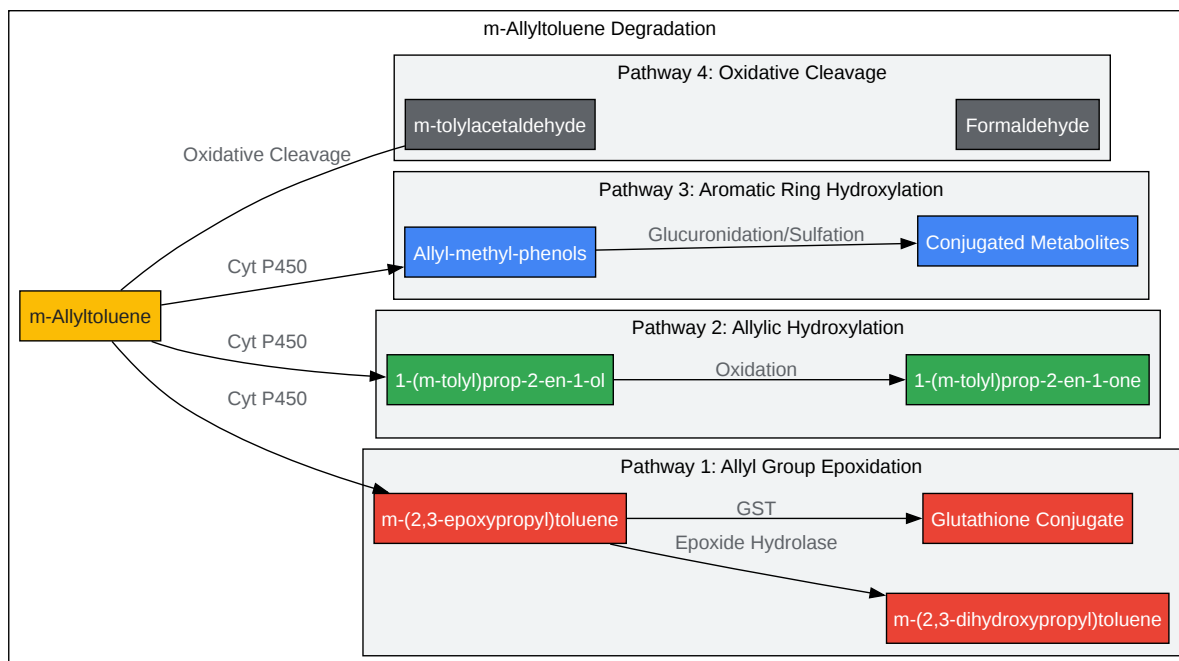 m-Allyltoluene Degradation
Pathway 4: Oxidative Cleavage
m-tolylacetaldehyde
Formaldehyde
Oxidative Cleavage
Pathway 3: Aromatic Ring Hydroxylation
Allyl-methyl-phenols
Glucuronidation/Sulfation
Conjugated Metabolites
Cyt P450
m-Allyltoluene
Pathway 2: Allylic Hydroxylation
Cyt P450
1-(m-tolyl)prop-2-en-1-ol
Oxidation
1-(m-tolyl)prop-2-en-1-one
Cyt P450
Pathway 1: Allyl Group Epoxidation
m-(2,3-epoxypropyl)toluene
GST
Glutathione Conjugate
Epoxide Hydrolase
m-(2,3-dihydroxypropyl)toluene